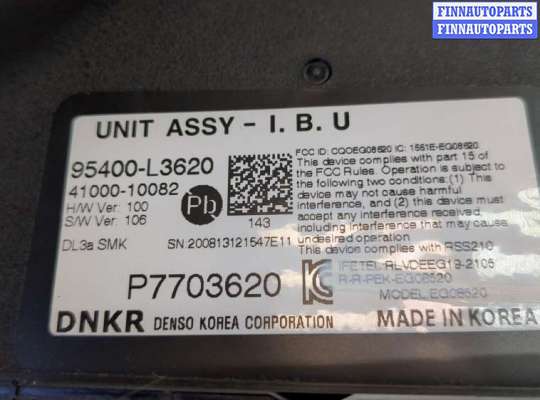 FINNAUTOPARTS
FINNAUTOPARTS
FINNAUTOPARTS
UNIT ASSY - I. B. U
95400-L3620
41000-10082
H/W Ver: 100
S/W Ver: 106
Pb
143
DL3a SMK
SN:200813121547E11
FCC ID: CQOEG08620 IC: 1551E-EG08620
This device complies with part 15 of
the FCC Rules. Operation is subject to
the following two conditions:(1) This
device may not cause harmful
interference, and (2) this device must
accept any interference received,
including interference that may cause
undesired operation
This device complies with RSS210
IFETEL: RLVDEEG19-2105
R-R-PEK-EG08620
MODEL EG08620
P7703620
DNKR DENSO KOREA CORPORATION
MADE IN KOREA